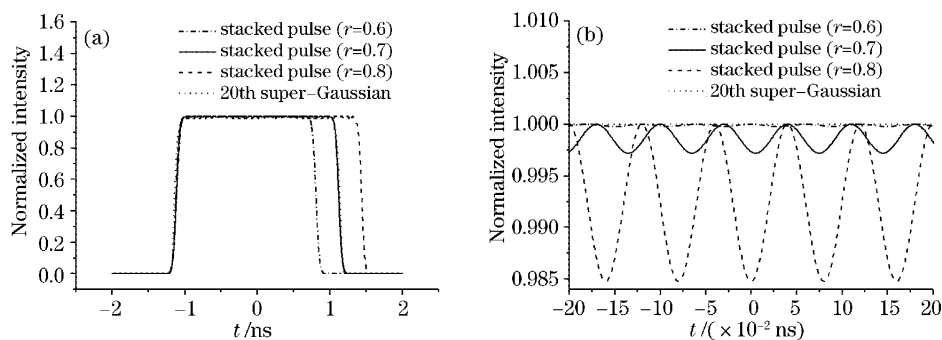 (a)
stacked pulse (r=0.6)
stacked pulse (r=0.7)
stacked pulse (r=0.8)
20th super-Gaussian
Normalized intensity
1.6
1.4
1.2
1.0
0.8
0.6
0.4
0.2
0.0
−2
−1
0
1
2
t/ns
(b)
stacked pulse (r=0.6)
stacked pulse (r=0.7)
stacked pulse (r=0.8)
20th super-Gaussian
Normalized intensity
1.010
1.005
1.000
0.995
0.990
0.985
−20
−15
−10
−5
0
5
10
15
20
t/(×10⁻² ns)